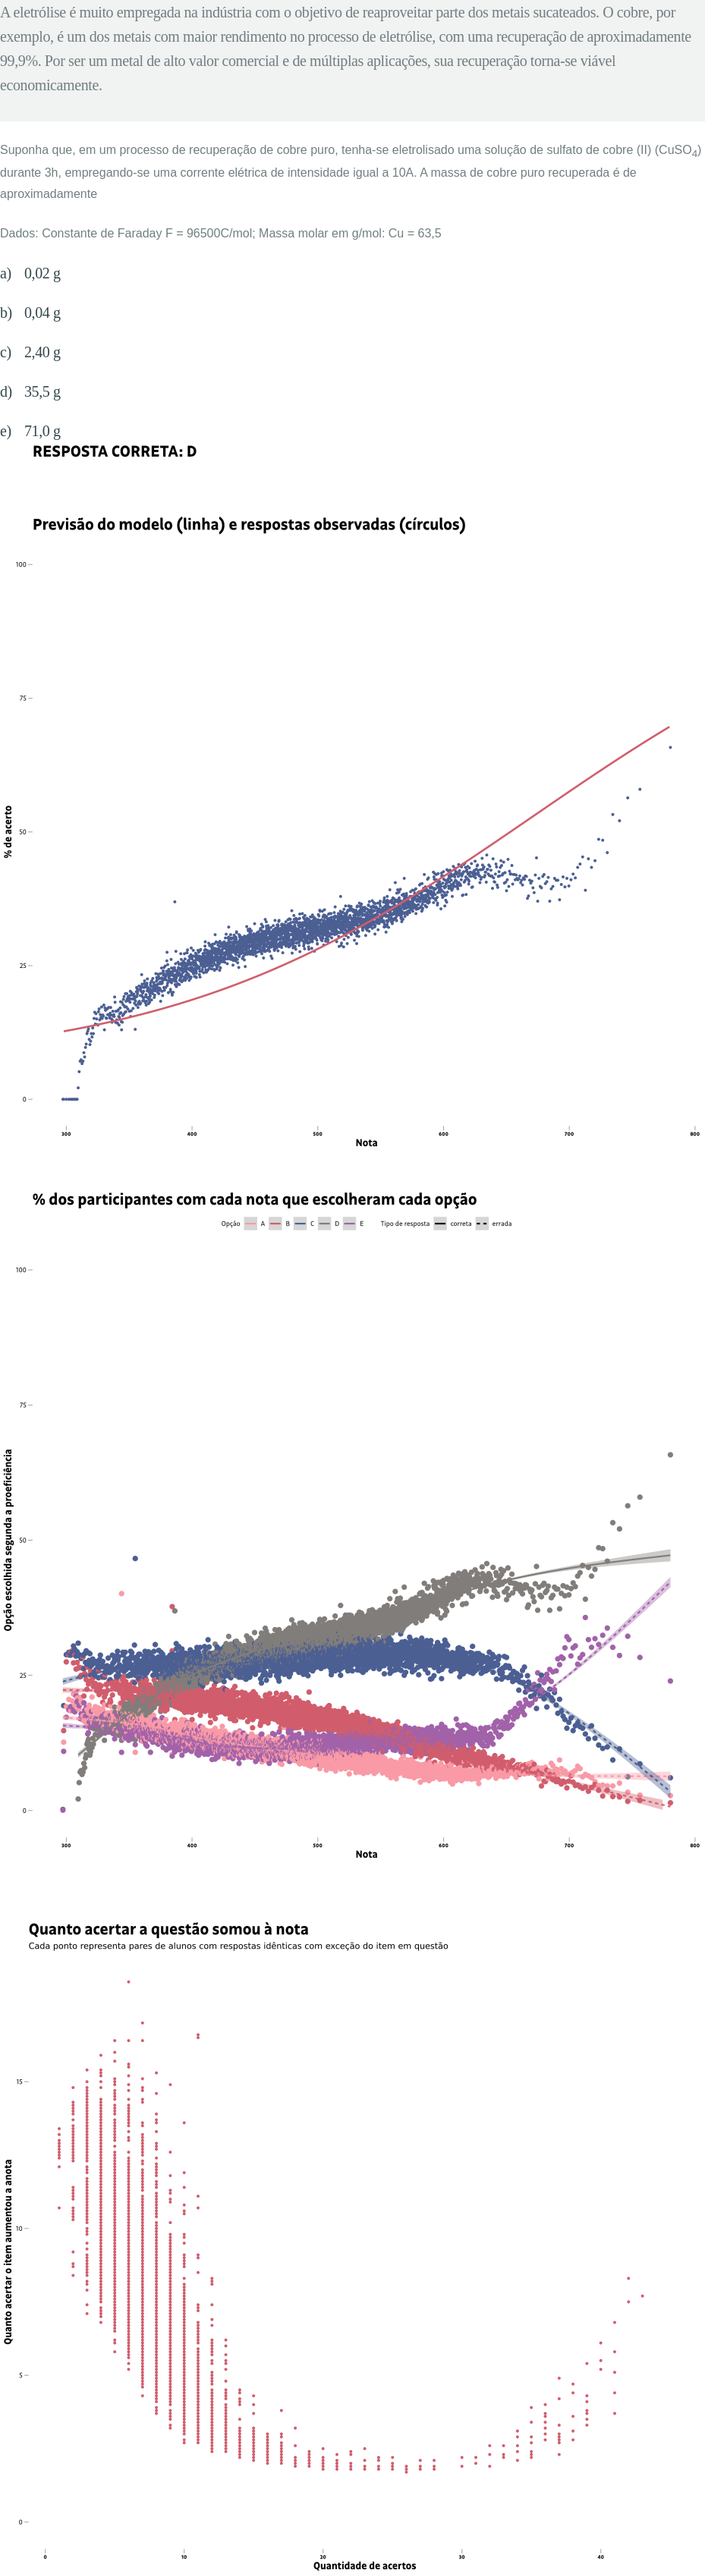 A eletrólise é muito empregada na indústria com o objetivo de reaproveitar parte dos metais sucateados. O cobre, por
exemplo, é um dos metais com maior rendimento no processo de eletrólise, com uma recuperação de aproximadamente
99,9%. Por ser um metal de alto valor comercial e de múltiplas aplicações, sua recuperação torna-se viável
economicamente.
Suponha que, em um processo de recuperação de cobre puro, tenha-se eletrolisado uma solução de sulfato de cobre (II) (CuSO4)
durante 3h, empregando-se uma corrente elétrica de intensidade igual a 10A. A massa de cobre puro recuperada é de
aproximadamente
Dados: Constante de Faraday F = 96500C/mol; Massa molar em g/mol: Cu = 63,5
a) 0,02 g
b) 0,04 g
c) 2,40 g
d) 35,5 g
e) 71,0 g
RESPOSTA CORRETA: D
Previsão do modelo (linha) e respostas observadas (círculos)
% de acerto
100
75
50
25
0
300 400 500 600 700 800
Nota
% dos participantes com cada nota que escolheram cada opção
Opção A B C D E Tipo de resposta correta errada
Opção escolhida segunda a proeficiência
100
75
50
25
0
300 400 500 600 700 800
Nota
Quanto acertar a questão somou à nota
Cada ponto representa pares de alunos com respostas idênticas com exceção do item em questão
Quanto acertar o item aumentou a anota
15
10
5
0
0 10 20 30 40
Quantidade de acertos